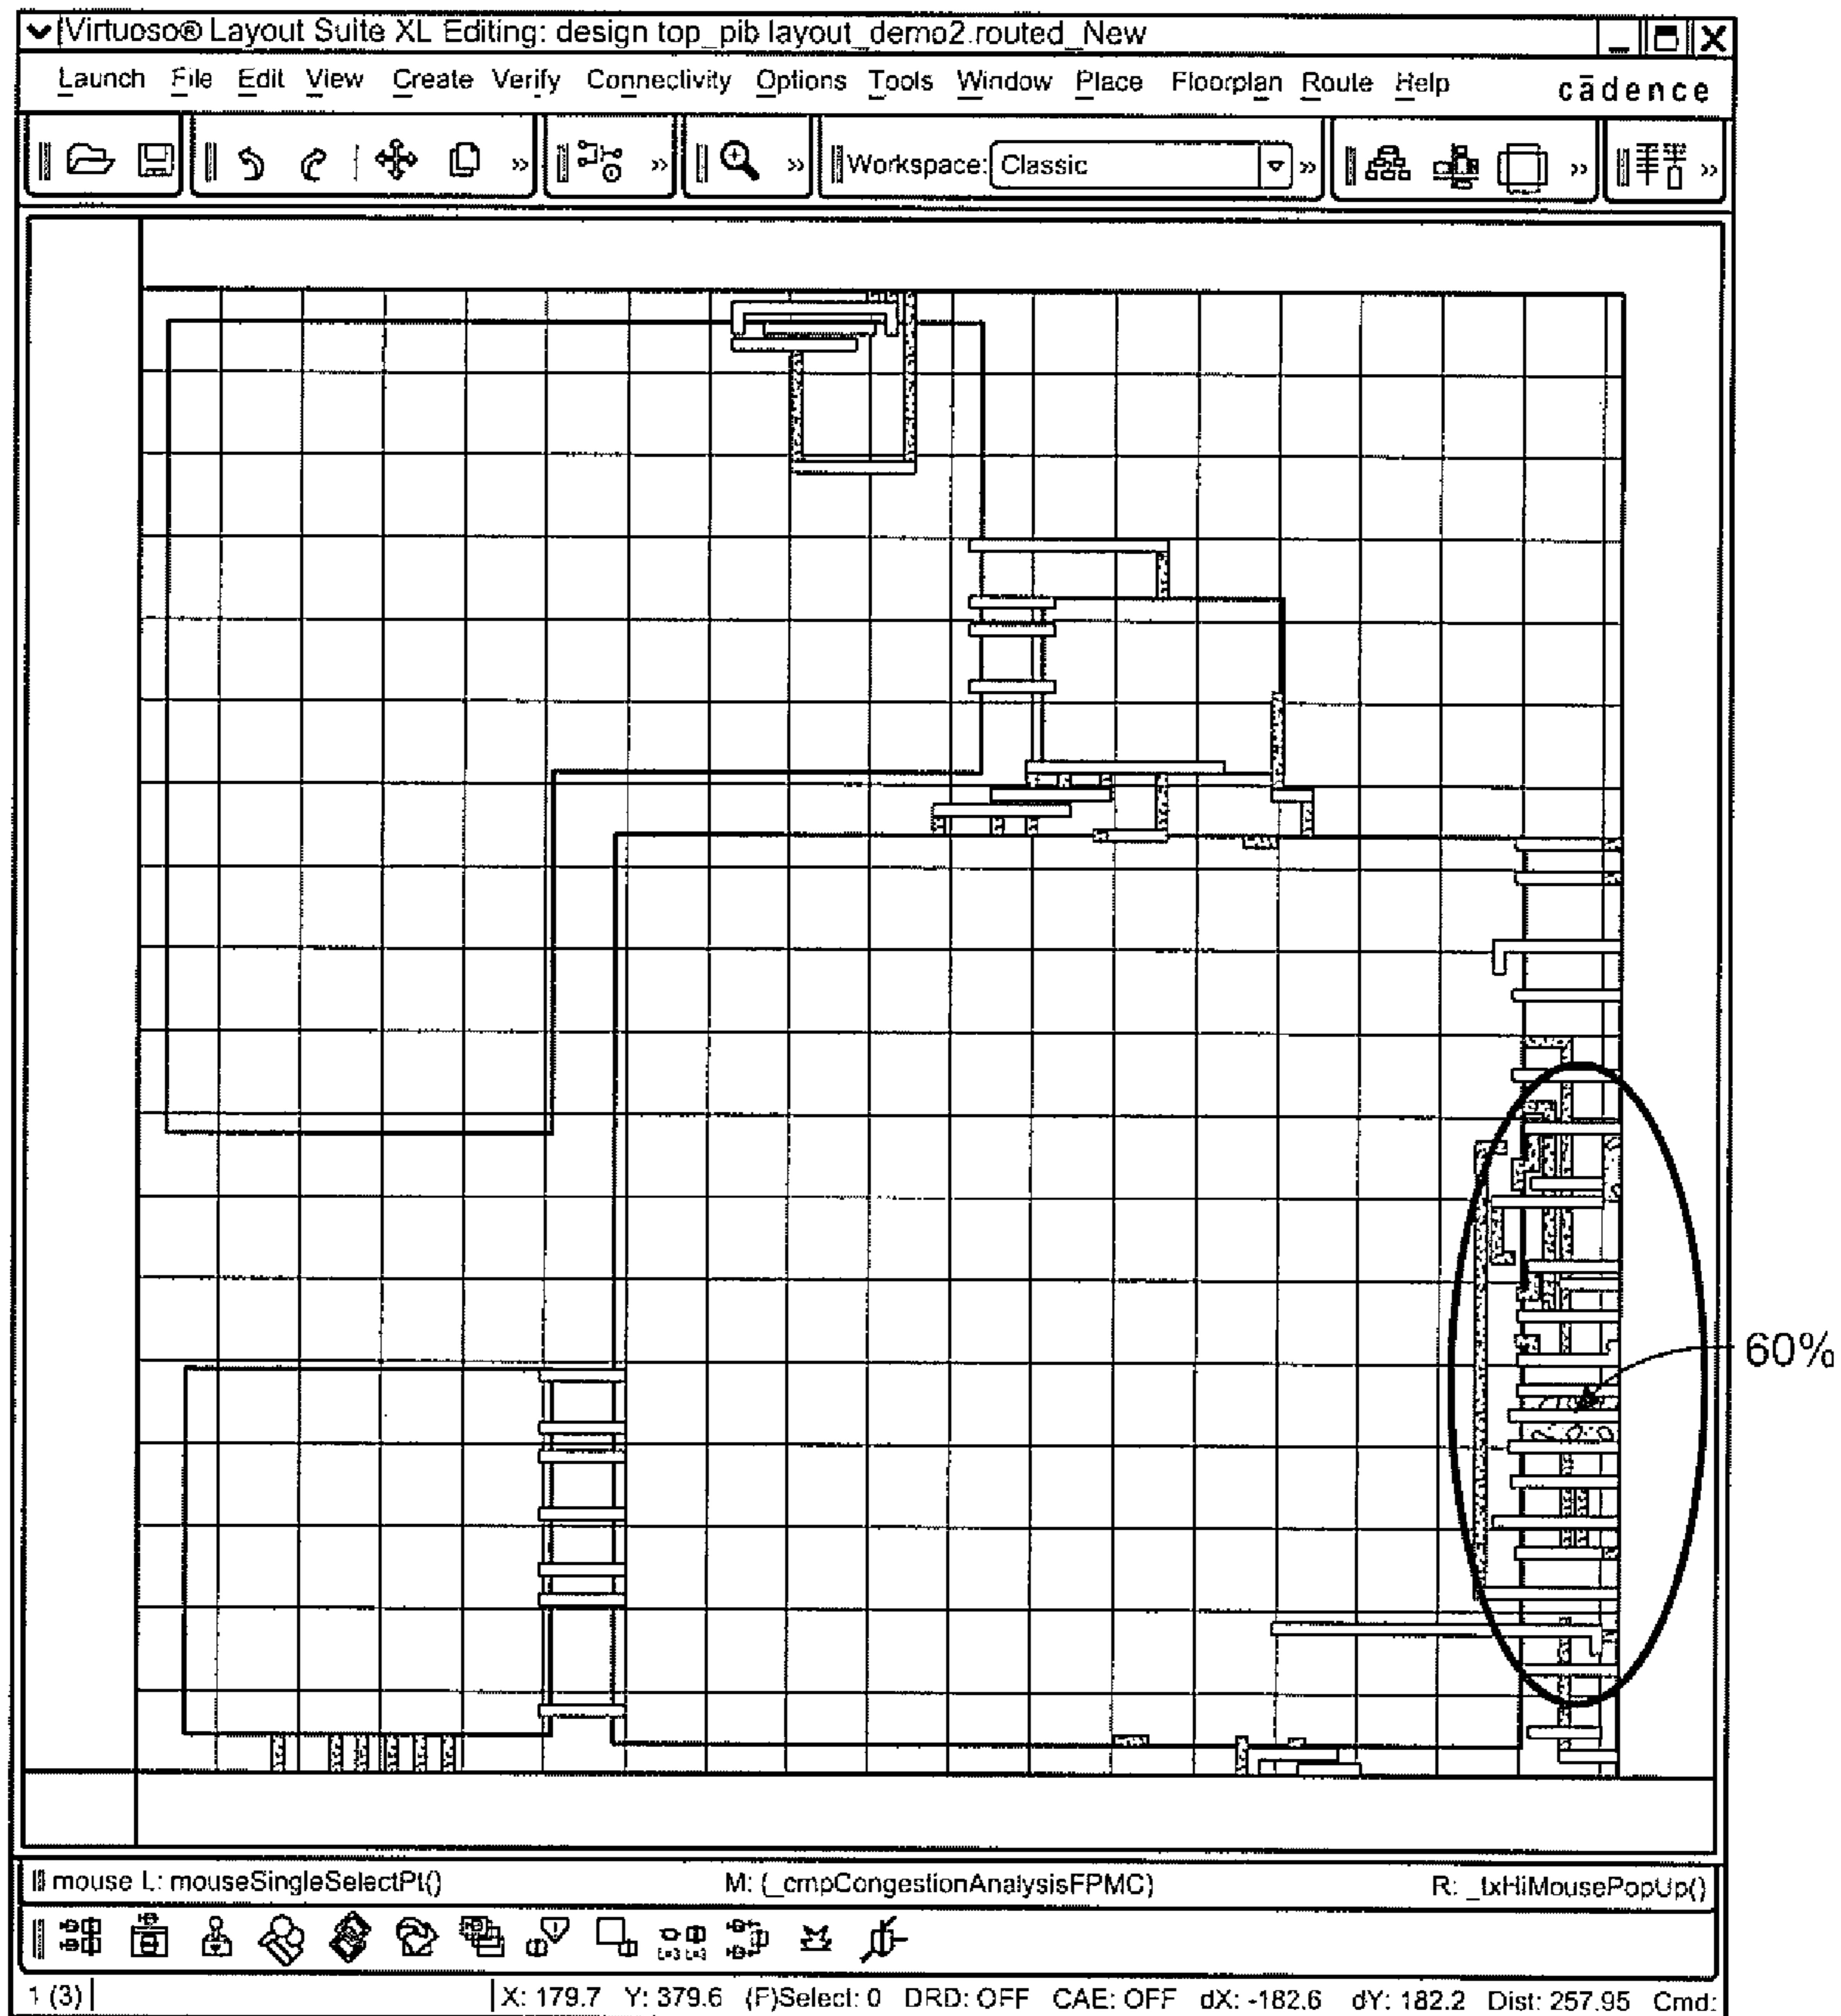 Virtuoso® Layout Suite XL Editing: design top_pib layout_demo2.routed_New
Launch File Edit View Create Verify Connectivity Options Tools Window Place Floorplan Route Help cādence
Workspace: Classic
60%
mouse L: mouseSingleSelectPt() M: (_cmpCongestionAnalysisFPMC) R: _lxHiMousePopUp()
1 (3) X: 179.7 Y: 379.6 (F)Select: 0 DRD: OFF CAE: OFF dX: -182.6 dY: 182.2 Dist: 257.95 Cmd: